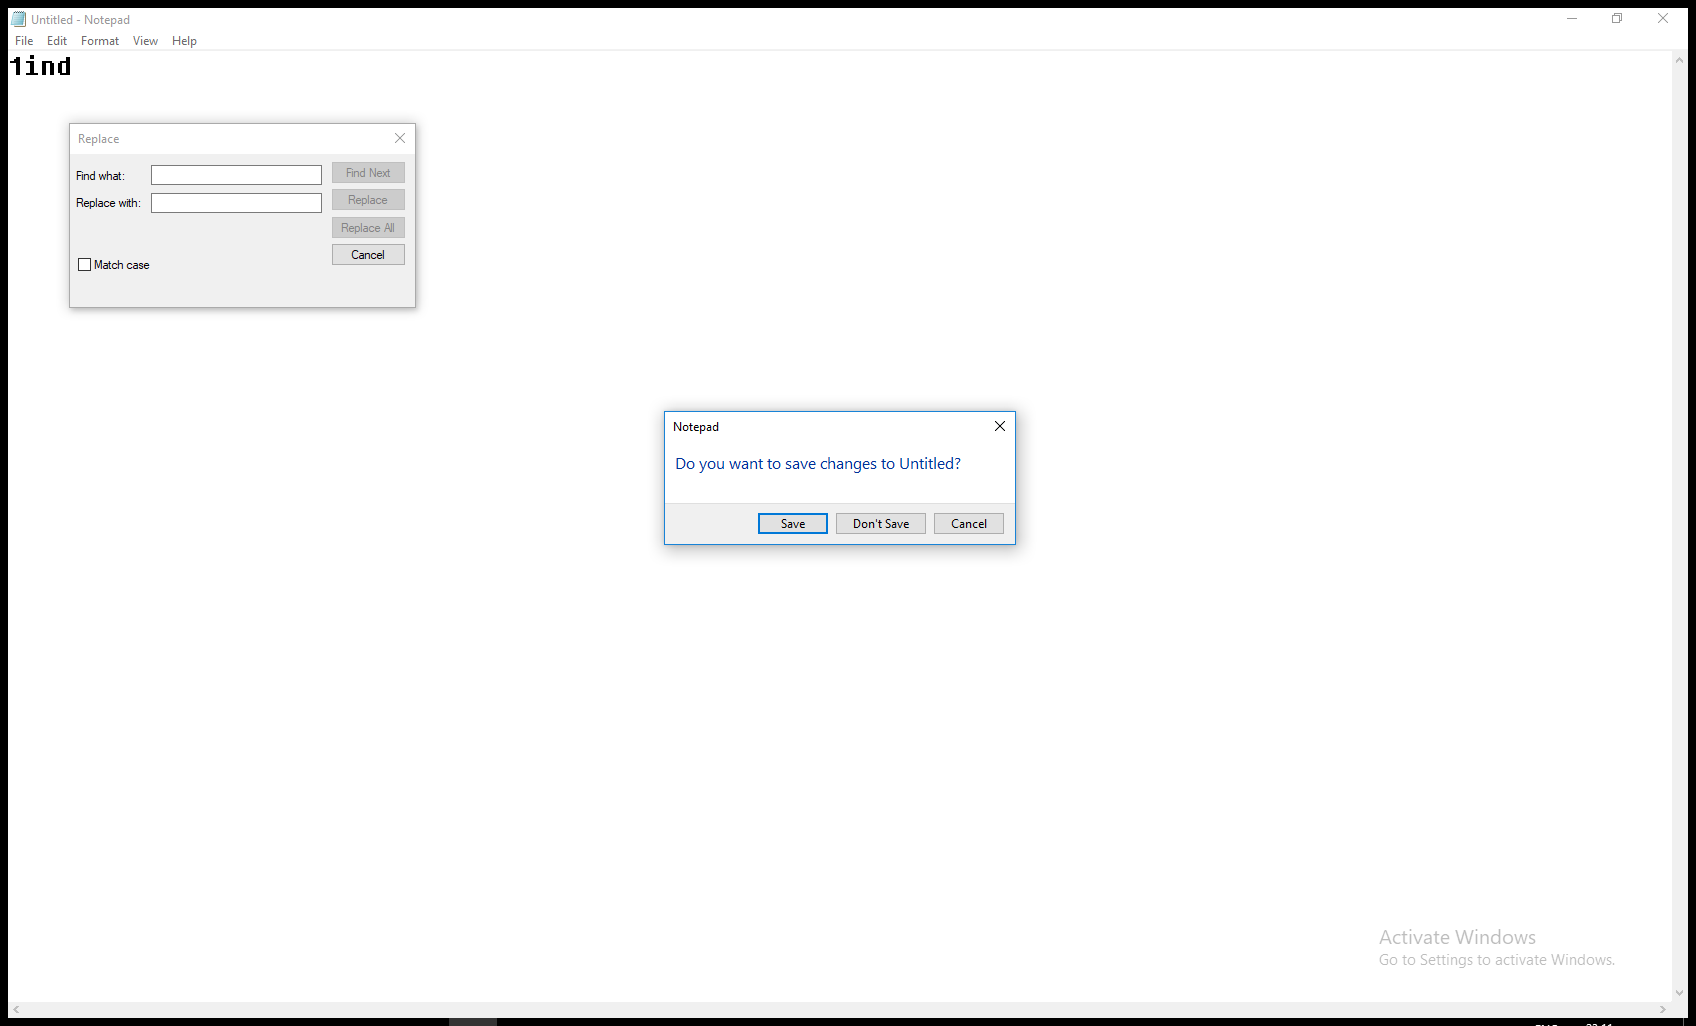 Untitled - Notepad
File Edit Format View Help
1ind
Replace
Find what:
Find Next
Replace with:
Replace
Replace All
Cancel
Match case
Notepad
Do you want to save changes to Untitled?
Save Don't Save Cancel
Activate Windows
Go to Settings to activate Windows.